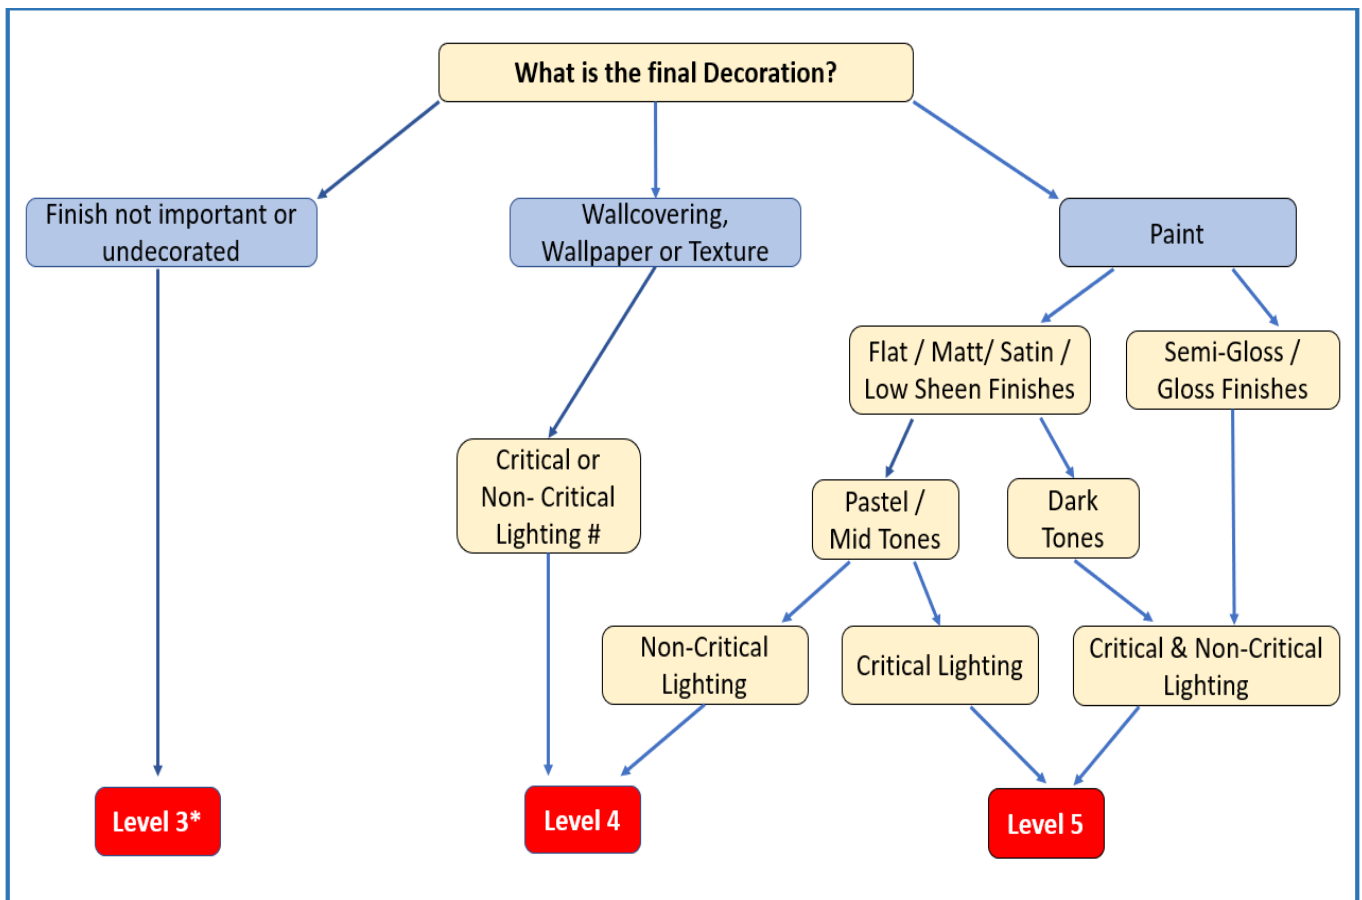 What is the final Decoration?
Finish not important or
undecorated
Wallcovering,
Wallpaper or Texture
Paint
Flat / Matt/ Satin /
Low Sheen Finishes
Semi-Gloss /
Gloss Finishes
Critical or
Non- Critical
Lighting #
Pastel /
Mid Tones
Dark
Tones
Non-Critical
Lighting
Critical Lighting
Critical & Non-Critical
Lighting
Level 3*
Level 4
Level 5